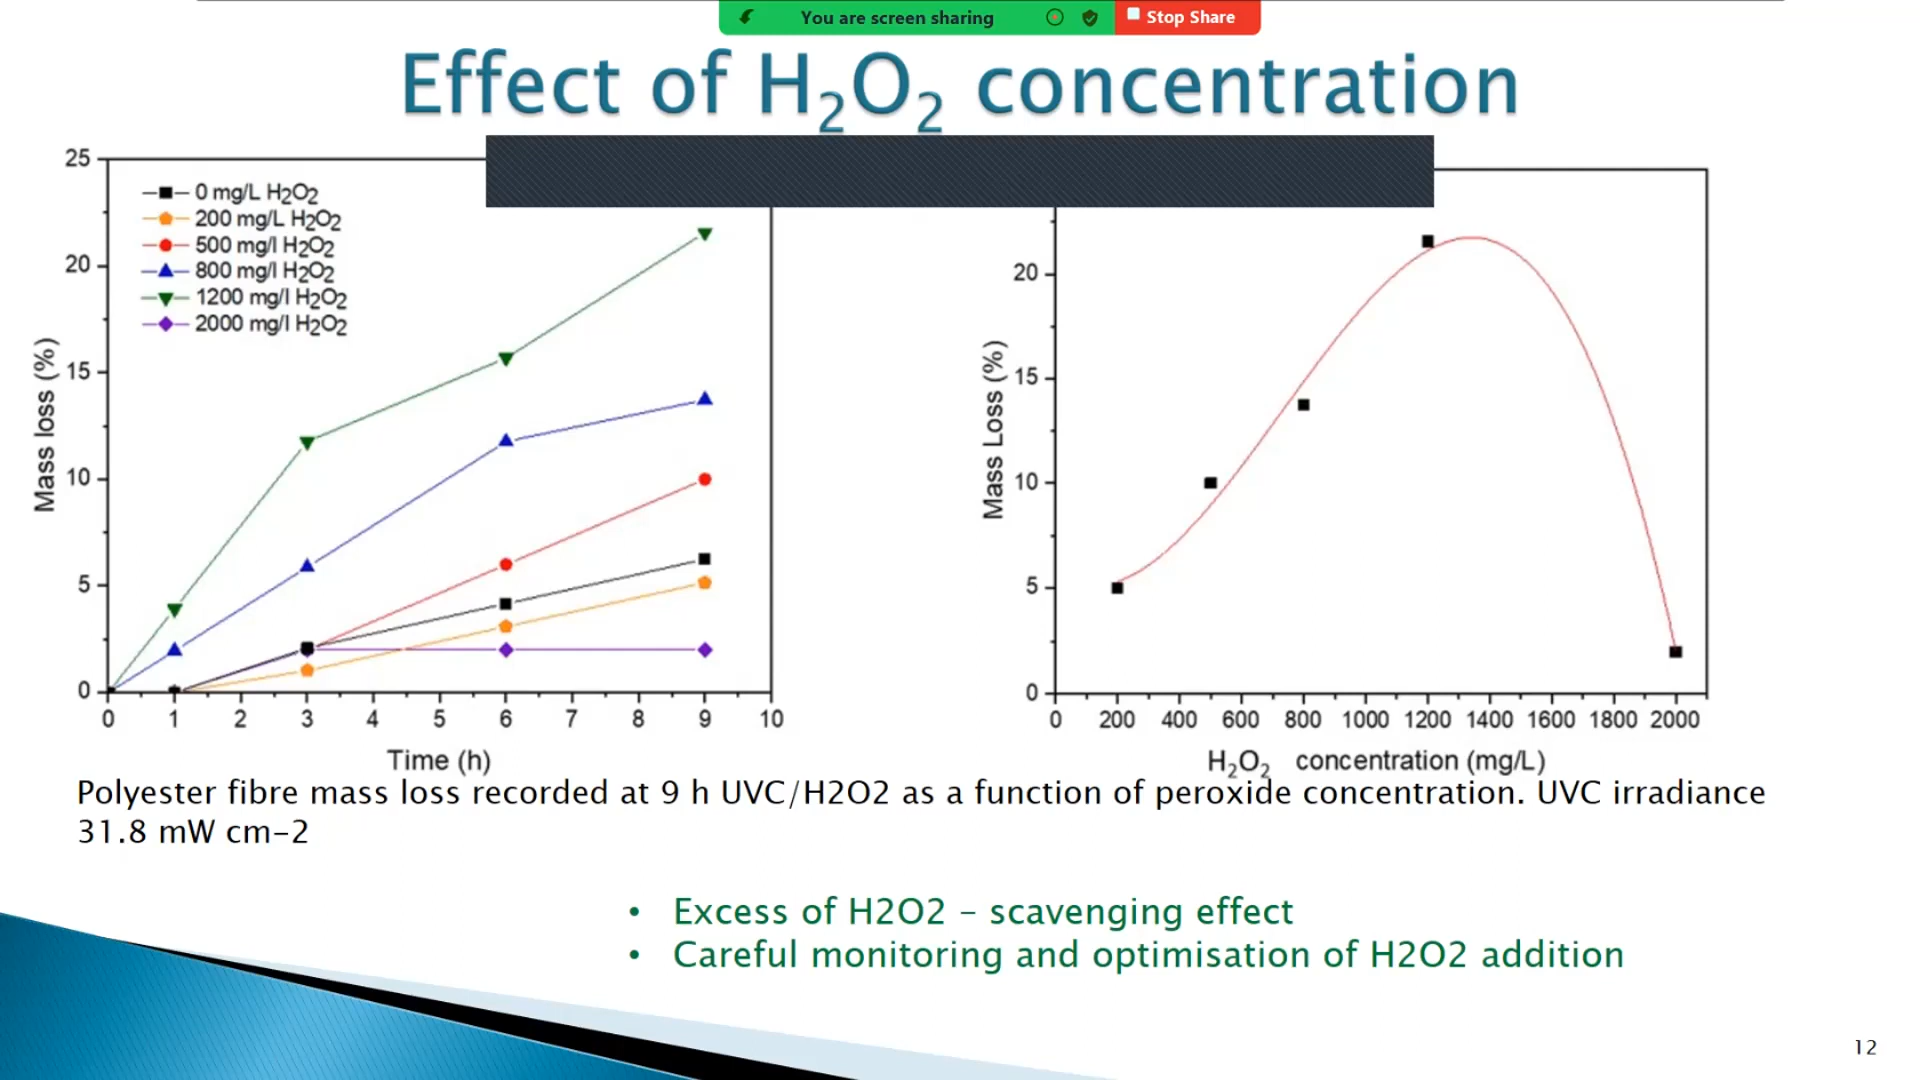 You are screen sharing
Stop Share
Effect of H₂O₂ concentration
25
20
15
10
5
0
Mass loss (%)
0 mg/L H2O2
200 mg/L H2O2
500 mg/l H2O2
800 mg/l H2O2
1200 mg/l H2O2
2000 mg/l H2O2
0 1 2 3 4 5 6 7 8 9 10
Time (h)
20
15
10
5
0
Mass Loss (%)
0 200 400 600 800 1000 1200 1400 1600 1800 2000
H₂O₂ concentration (mg/L)
Polyester fibre mass loss recorded at 9 h UVC/H2O2 as a function of peroxide concentration. UVC irradiance
31.8 mW cm-2
• Excess of H2O2 – scavenging effect
• Careful monitoring and optimisation of H2O2 addition
12